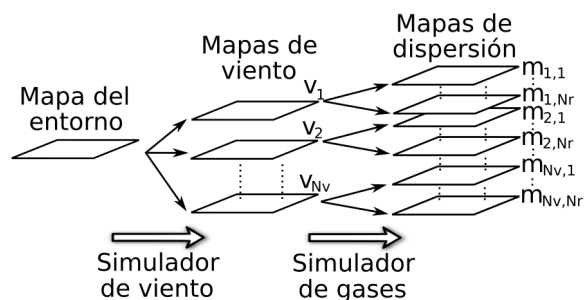 Mapa del
entorno
Mapas de
viento
v1
v2
vNv
Mapas de
dispersión
m1,1
m1,Nr
m2,1
m2,Nr
mNv,1
mNv,Nr
Simulador
de viento
Simulador
de gases